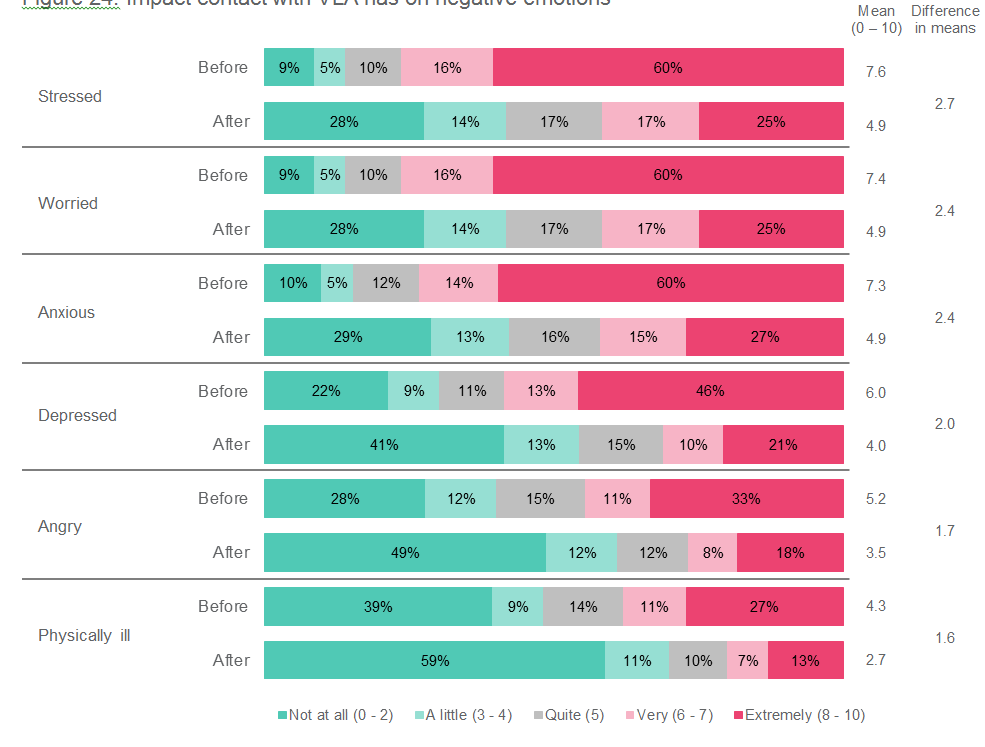 Figure 24: Impact contact with VLA has on negative emotions
Mean Difference
(0 – 10) in means
Before 9% 5% 10% 16% 60% 7.6
Stressed 2.7
After 28% 14% 17% 17% 25% 4.9
Before 9% 5% 10% 16% 60% 7.4
Worried 2.4
After 28% 14% 17% 17% 25% 4.9
Before 10% 5% 12% 14% 60% 7.3
Anxious 2.4
After 29% 13% 16% 15% 27% 4.9
Before 22% 9% 11% 13% 46% 6.0
Depressed 2.0
After 41% 13% 15% 10% 21% 4.0
Before 28% 12% 15% 11% 33% 5.2
Angry 1.7
After 49% 12% 12% 8% 18% 3.5
Before 39% 9% 14% 11% 27% 4.3
Physically ill 1.6
After 59% 11% 10% 7% 13% 2.7
Not at all (0 - 2) A little (3 - 4) Quite (5) Very (6 - 7) Extremely (8 - 10)